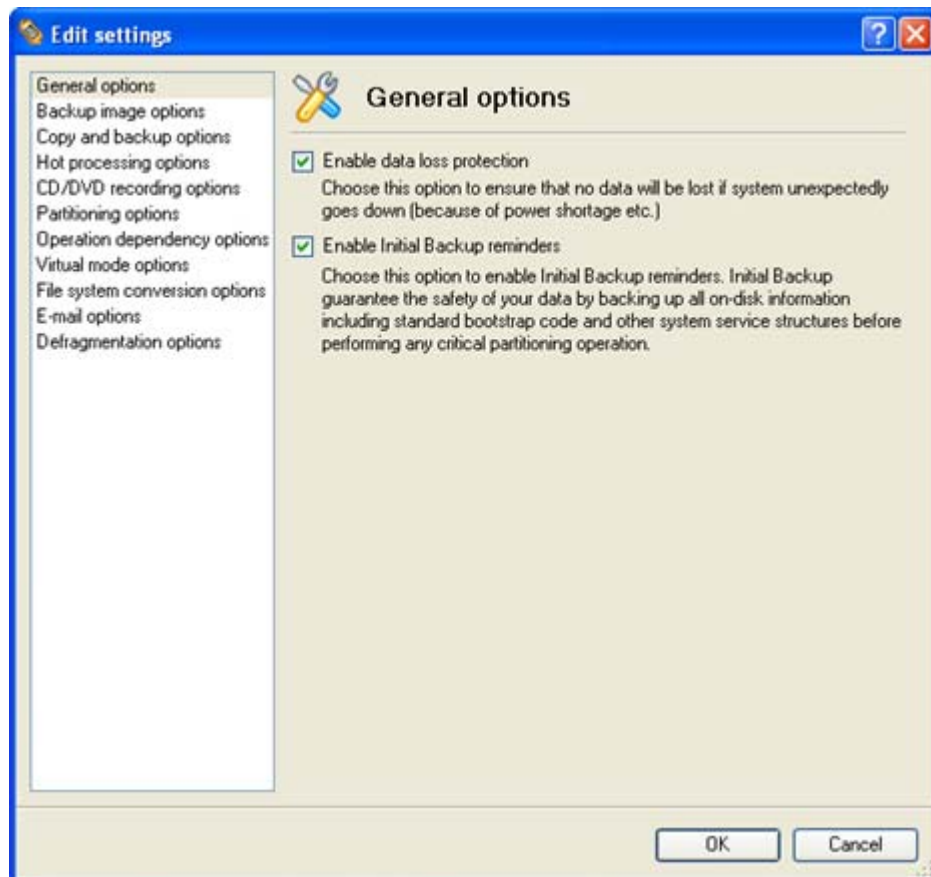 Edit settings
General options
Backup image options
Copy and backup options
Hot processing options
CD/DVD recording options
Partitioning options
Operation dependency options
Virtual mode options
File system conversion options
E-mail options
Defragmentation options
General options
Enable data loss protection
Choose this option to ensure that no data will be lost if system unexpectedly
goes down (because of power shortage etc.)
Enable Initial Backup reminders
Choose this option to enable Initial Backup reminders. Initial Backup
guarantee the safety of your data by backing up all on-disk information
including standard bootstrap code and other system service structures before
performing any critical partitioning operation.
OK
Cancel